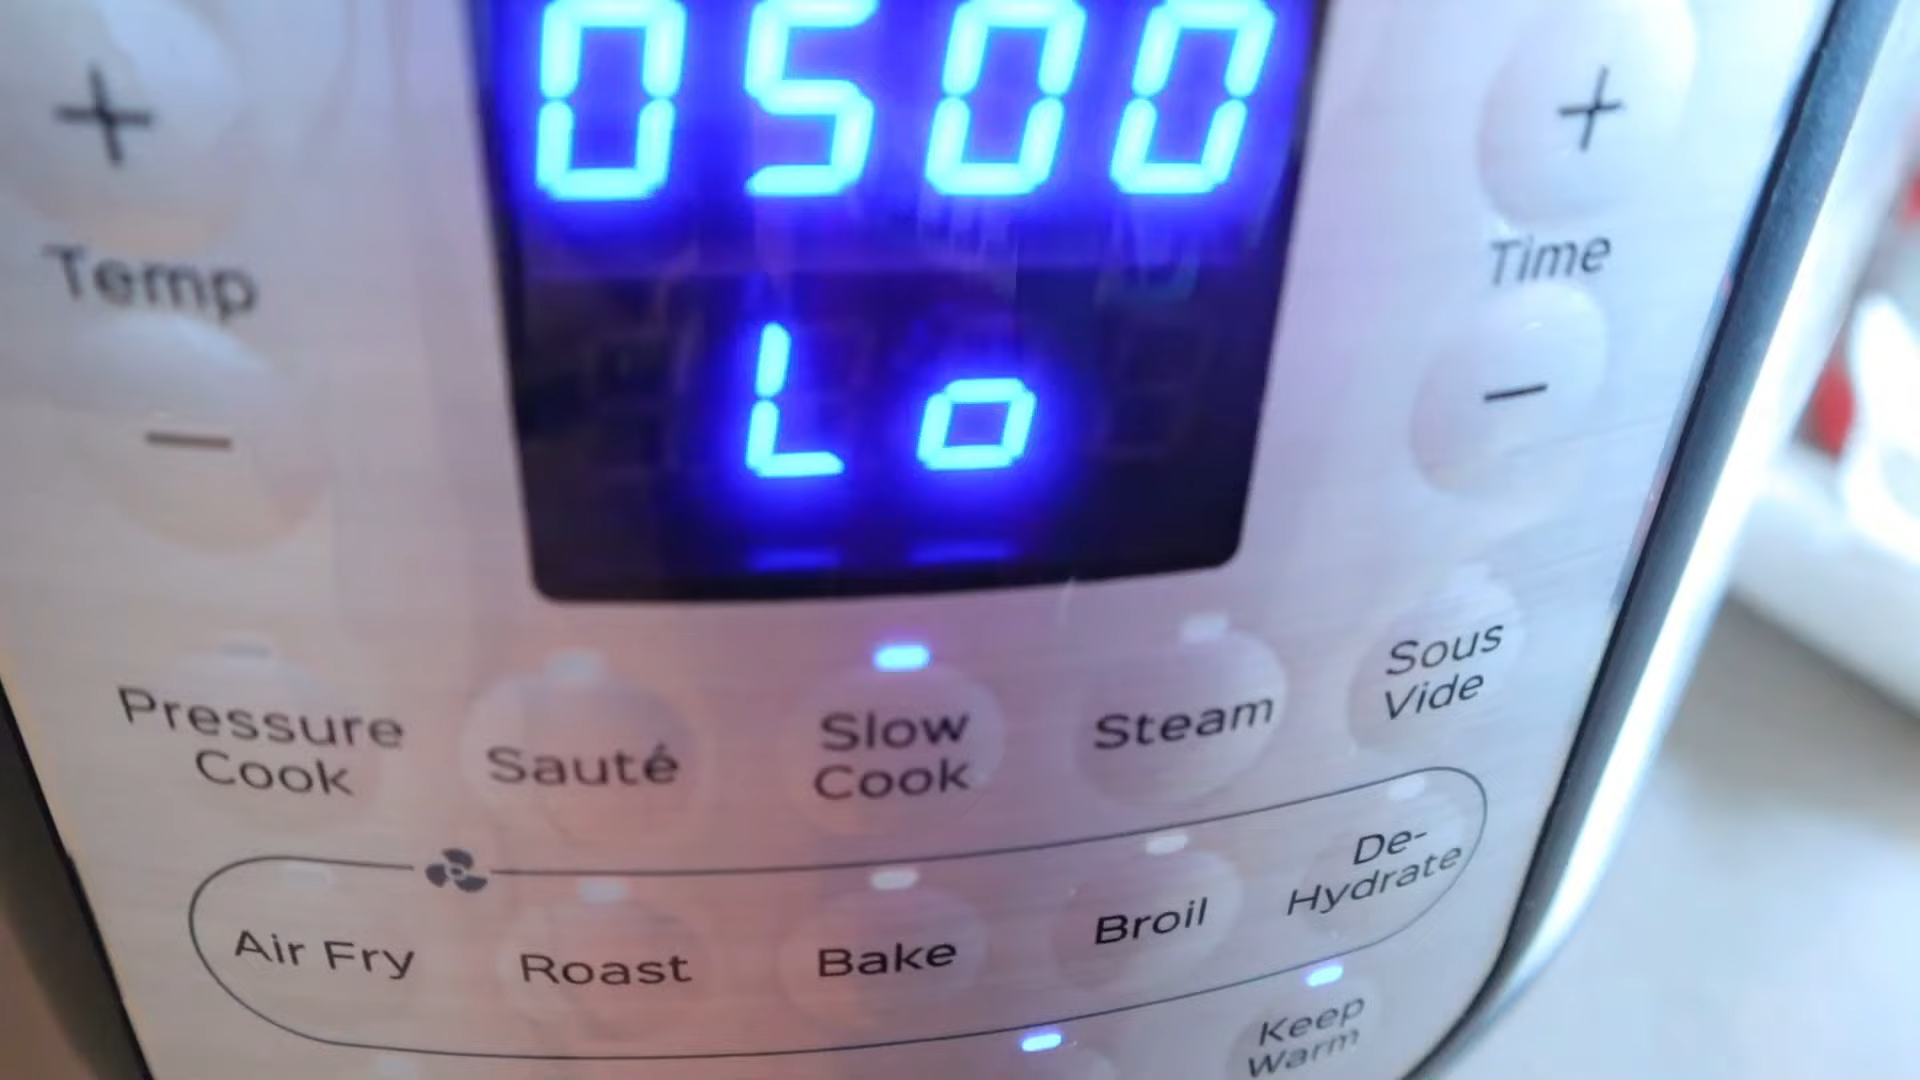 0500
+
+
Temp
Time
Lo
-
-
Pressure
Cook
Sauté
Slow
Cook
Steam
Sous
Vide
Air Fry
Roast
Bake
Broil
De-
Hydrate
Keep
Warm